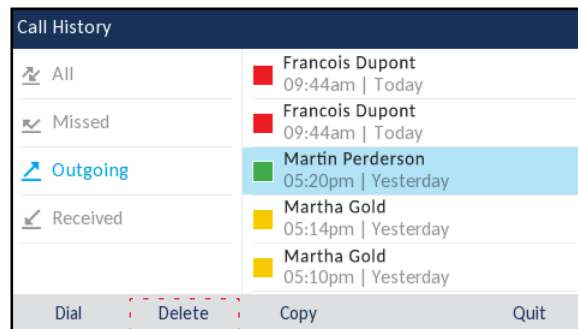 Call History
All
Missed
Outgoing
Received
Francois Dupont
09:44am | Today
Francois Dupont
09:44am | Today
Martin Perderson
05:20pm | Yesterday
Martha Gold
05:14pm | Yesterday
Martha Gold
05:10pm | Yesterday
Dial Delete Copy Quit